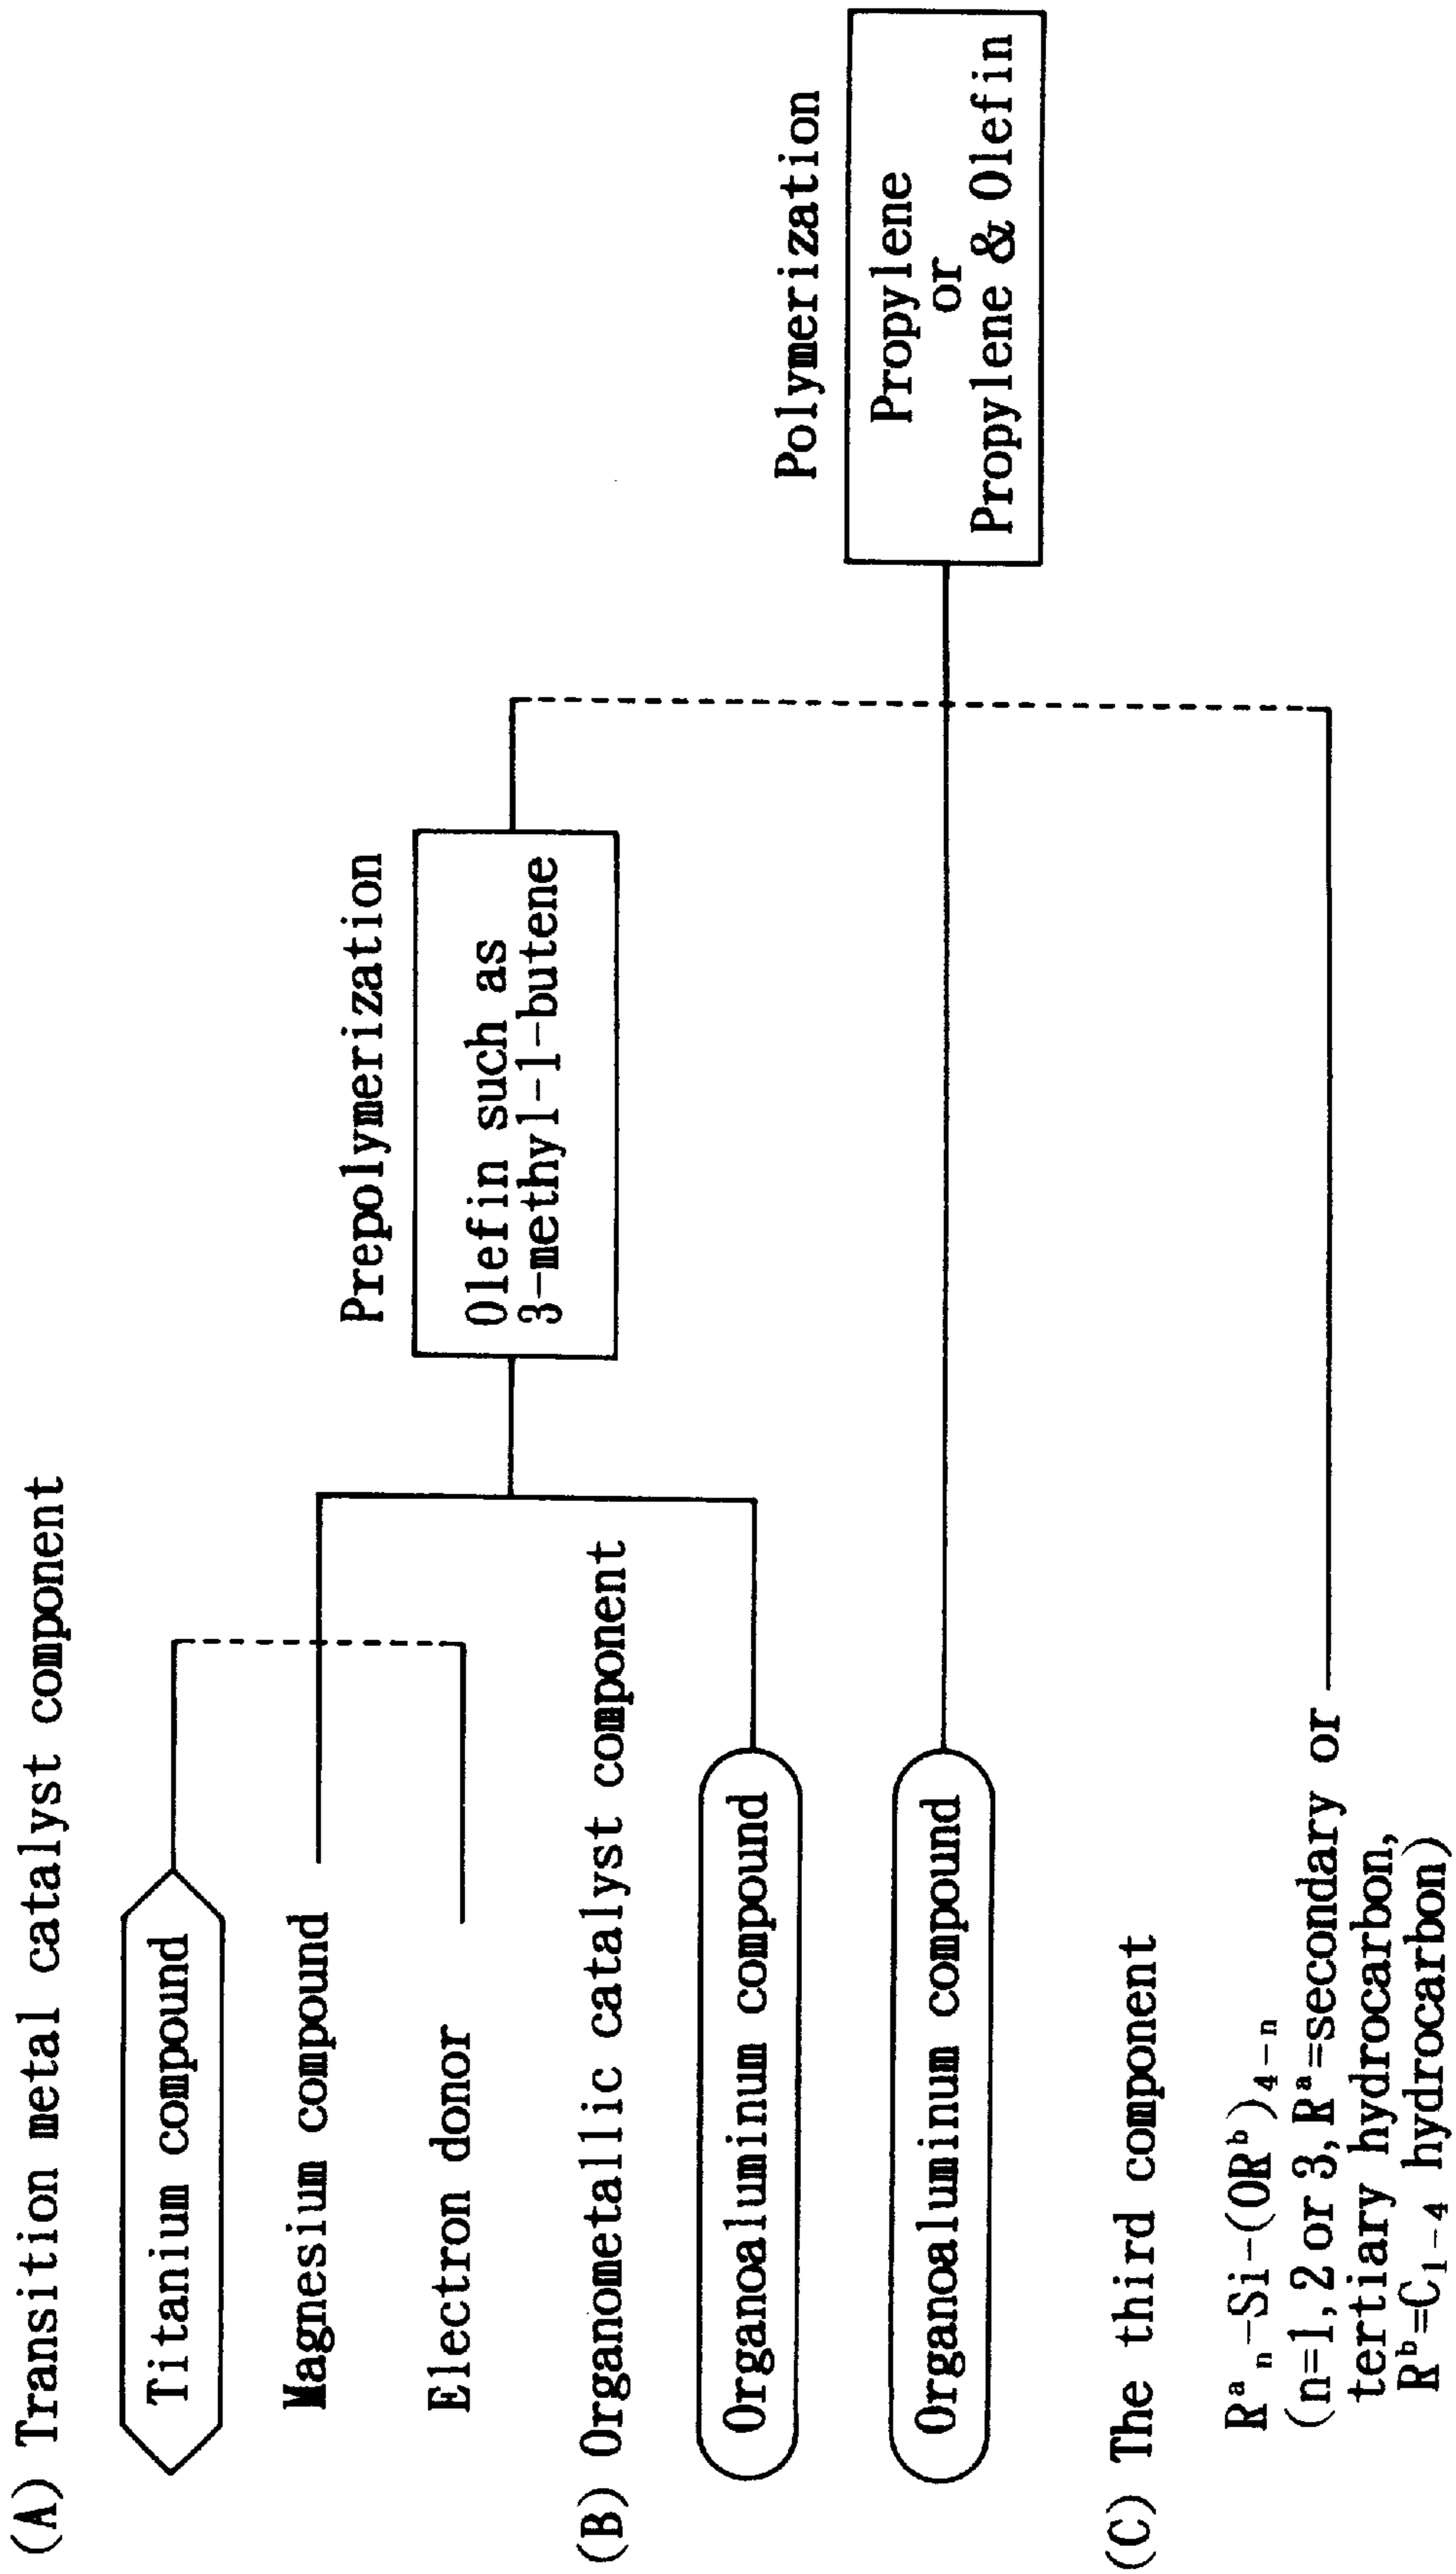 (A) Transition metal catalyst component
Titanium compound
Magnesium compound
Electron donor
(B) Organometallic catalyst component
Organoaluminum compound
Organoaluminum compound
(C) The third component
Rᵃₙ-Si-(ORᵇ)₄₋ₙ
(n=1, 2 or 3, Rᵃ=secondary or
tertiary hydrocarbon,
Rᵇ=C₁₋₄ hydrocarbon)
Prepolymerization
Olefin such as
3-methyl-1-butene
Polymerization
Propylene
or
Propylene & Olefin